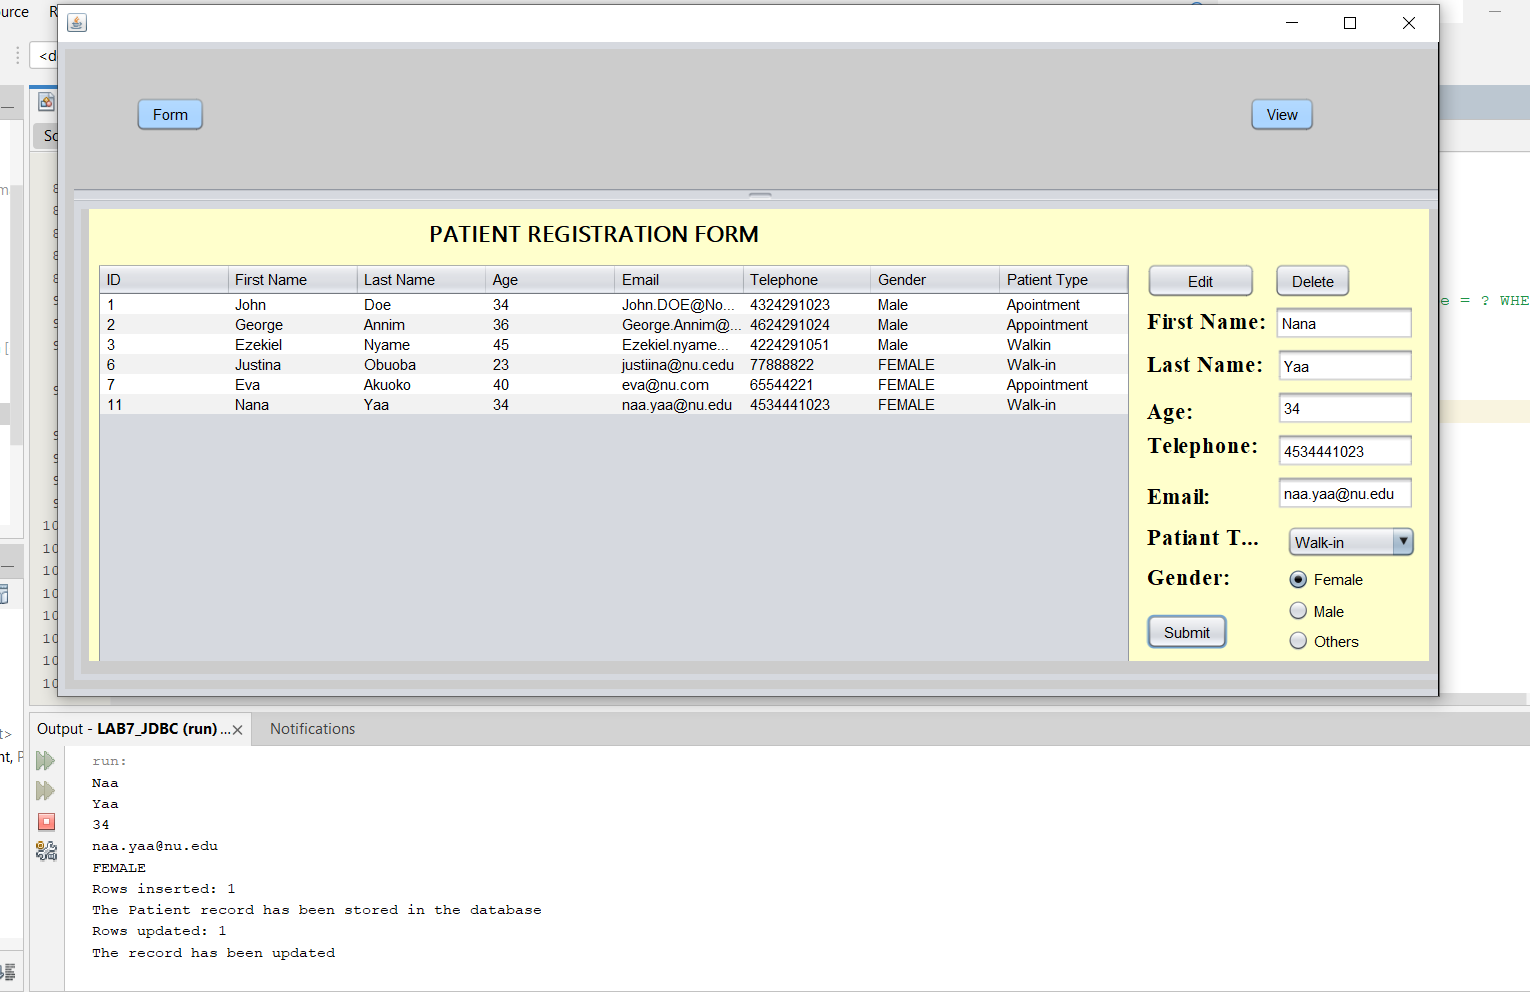 ource R
<d
Form
View
Sc
PATIENT REGISTRATION FORM
ID First Name Last Name Age Email Telephone Gender Patient Type
1 John Doe 34 John.DOE@No... 4324291023 Male Apointment
2 George Annim 36 George.Annim@... 4624291024 Male Appointment
3 Ezekiel Nyame 45 Ezekiel.nyame... 4224291051 Male Walkin
6 Justina Obuoba 23 justiina@nu.cedu 77888822 FEMALE Walk-in
7 Eva Akuoko 40 eva@nu.com 65544221 FEMALE Appointment
11 Nana Yaa 34 naa.yaa@nu.edu 4534441023 FEMALE Walk-in
Edit Delete
First Name: Nana
Last Name: Yaa
Age: 34
Telephone: 4534441023
Email: naa.yaa@nu.edu
Patiant T... Walk-in
Gender: Female
Male
Others
Submit
e = ? WHE
Output - LAB7_JDBC (run) ... Notifications
run:
Naa
Yaa
34
naa.yaa@nu.edu
FEMALE
Rows inserted: 1
The Patient record has been stored in the database
Rows updated: 1
The record has been updated
t>
nt, P